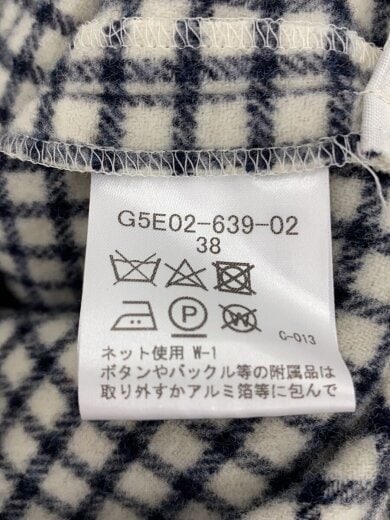 G5E02-639-02
38
P W
C-013
ネット使用 W-1
ボタンやバックル等の附属品は
取り外すかアルミ箔等に包んで